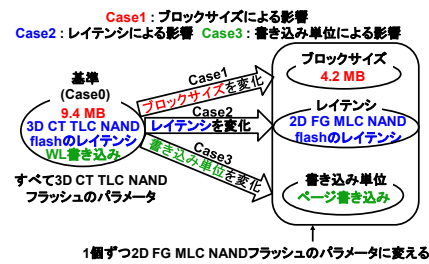 Case1 : ブロックサイズによる影響
Case2 : レイテンシによる影響 Case3 : 書き込み単位による影響
基準
(Case0)
9.4 MB
3D CT TLC NAND
flashのレイテンシ
WL書き込み
すべて3D CT TLC NAND
フラッシュのパラメータ
Case1
ブロックサイズを変化
Case2
レイテンシを変化
Case3
書き込み単位を変化
ブロックサイズ
4.2 MB
レイテンシ
2D FG MLC NAND
flashのレイテンシ
書き込み単位
ページ書き込み
1個ずつ2D FG MLC NANDフラッシュのパラメータに変える